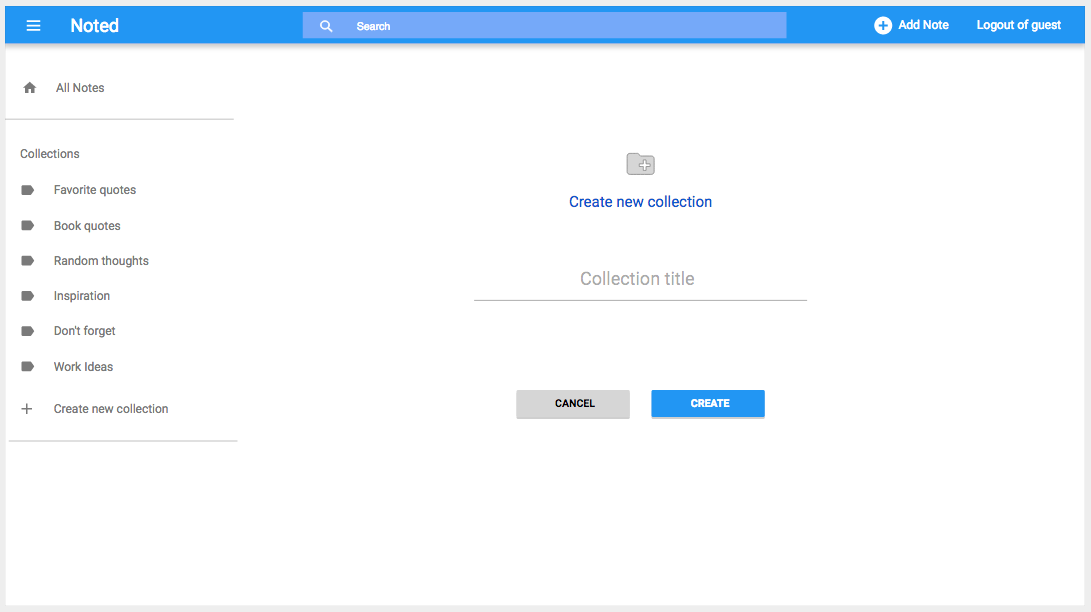 Noted
Search
Add Note
Logout of guest
All Notes
Collections
Favorite quotes
Book quotes
Random thoughts
Inspiration
Don't forget
Work Ideas
Create new collection
Create new collection
Collection title
CANCEL
CREATE